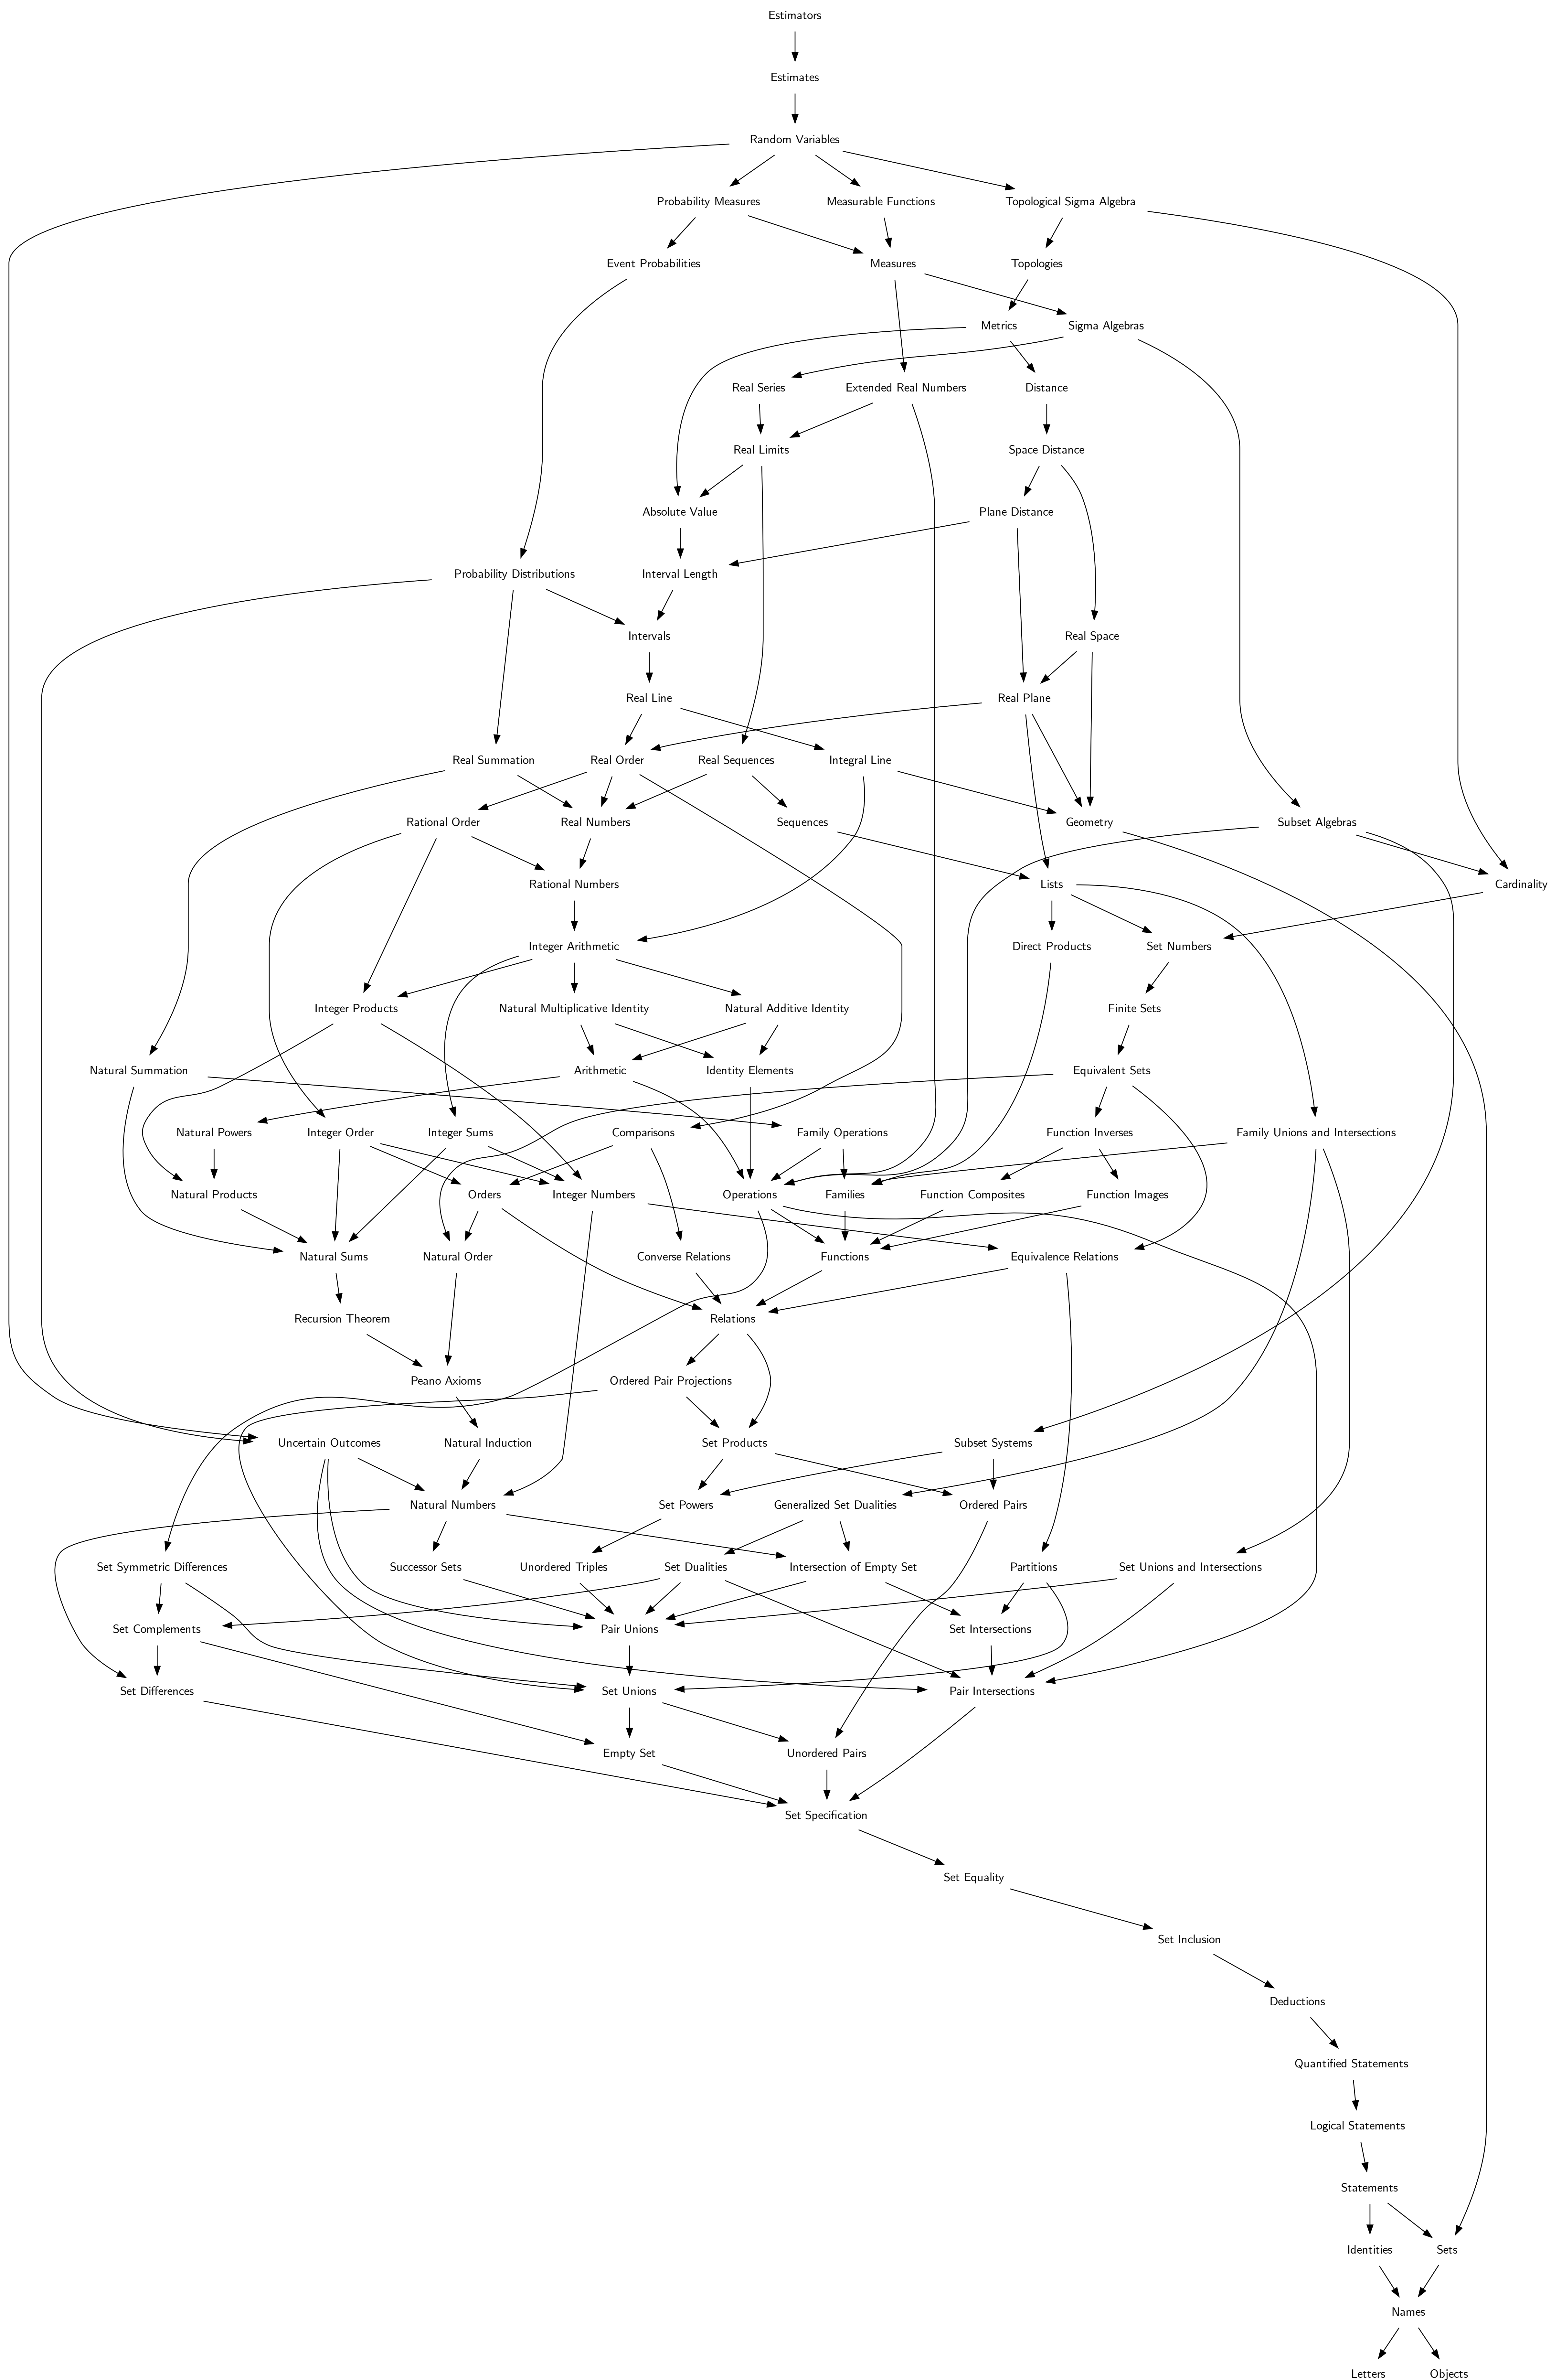 Estimators
Estimates
Random Variables
Probability Measures
Measurable Functions
Topological Sigma Algebra
Event Probabilities
Measures
Topologies
Metrics
Sigma Algebras
Real Series
Extended Real Numbers
Distance
Real Limits
Space Distance
Absolute Value
Plane Distance
Probability Distributions
Interval Length
Intervals
Real Space
Real Line
Real Plane
Real Summation
Real Order
Real Sequences
Integral Line
Rational Order
Real Numbers
Sequences
Geometry
Subset Algebras
Rational Numbers
Lists
Cardinality
Integer Arithmetic
Direct Products
Set Numbers
Integer Products
Natural Multiplicative Identity
Natural Additive Identity
Finite Sets
Natural Summation
Arithmetic
Identity Elements
Equivalent Sets
Natural Powers
Integer Order
Integer Sums
Comparisons
Family Operations
Function Inverses
Family Unions and Intersections
Natural Products
Orders
Integer Numbers
Operations
Families
Function Composites
Function Images
Natural Sums
Natural Order
Converse Relations
Functions
Equivalence Relations
Recursion Theorem
Relations
Peano Axioms
Ordered Pair Projections
Uncertain Outcomes
Natural Induction
Set Products
Subset Systems
Natural Numbers
Set Powers
Generalized Set Dualities
Ordered Pairs
Set Symmetric Differences
Successor Sets
Unordered Triples
Set Dualities
Intersection of Empty Set
Partitions
Set Unions and Intersections
Set Complements
Pair Unions
Set Intersections
Set Differences
Set Unions
Pair Intersections
Empty Set
Unordered Pairs
Set Specification
Set Equality
Set Inclusion
Deductions
Quantified Statements
Logical Statements
Statements
Identities
Sets
Names
Letters
Objects